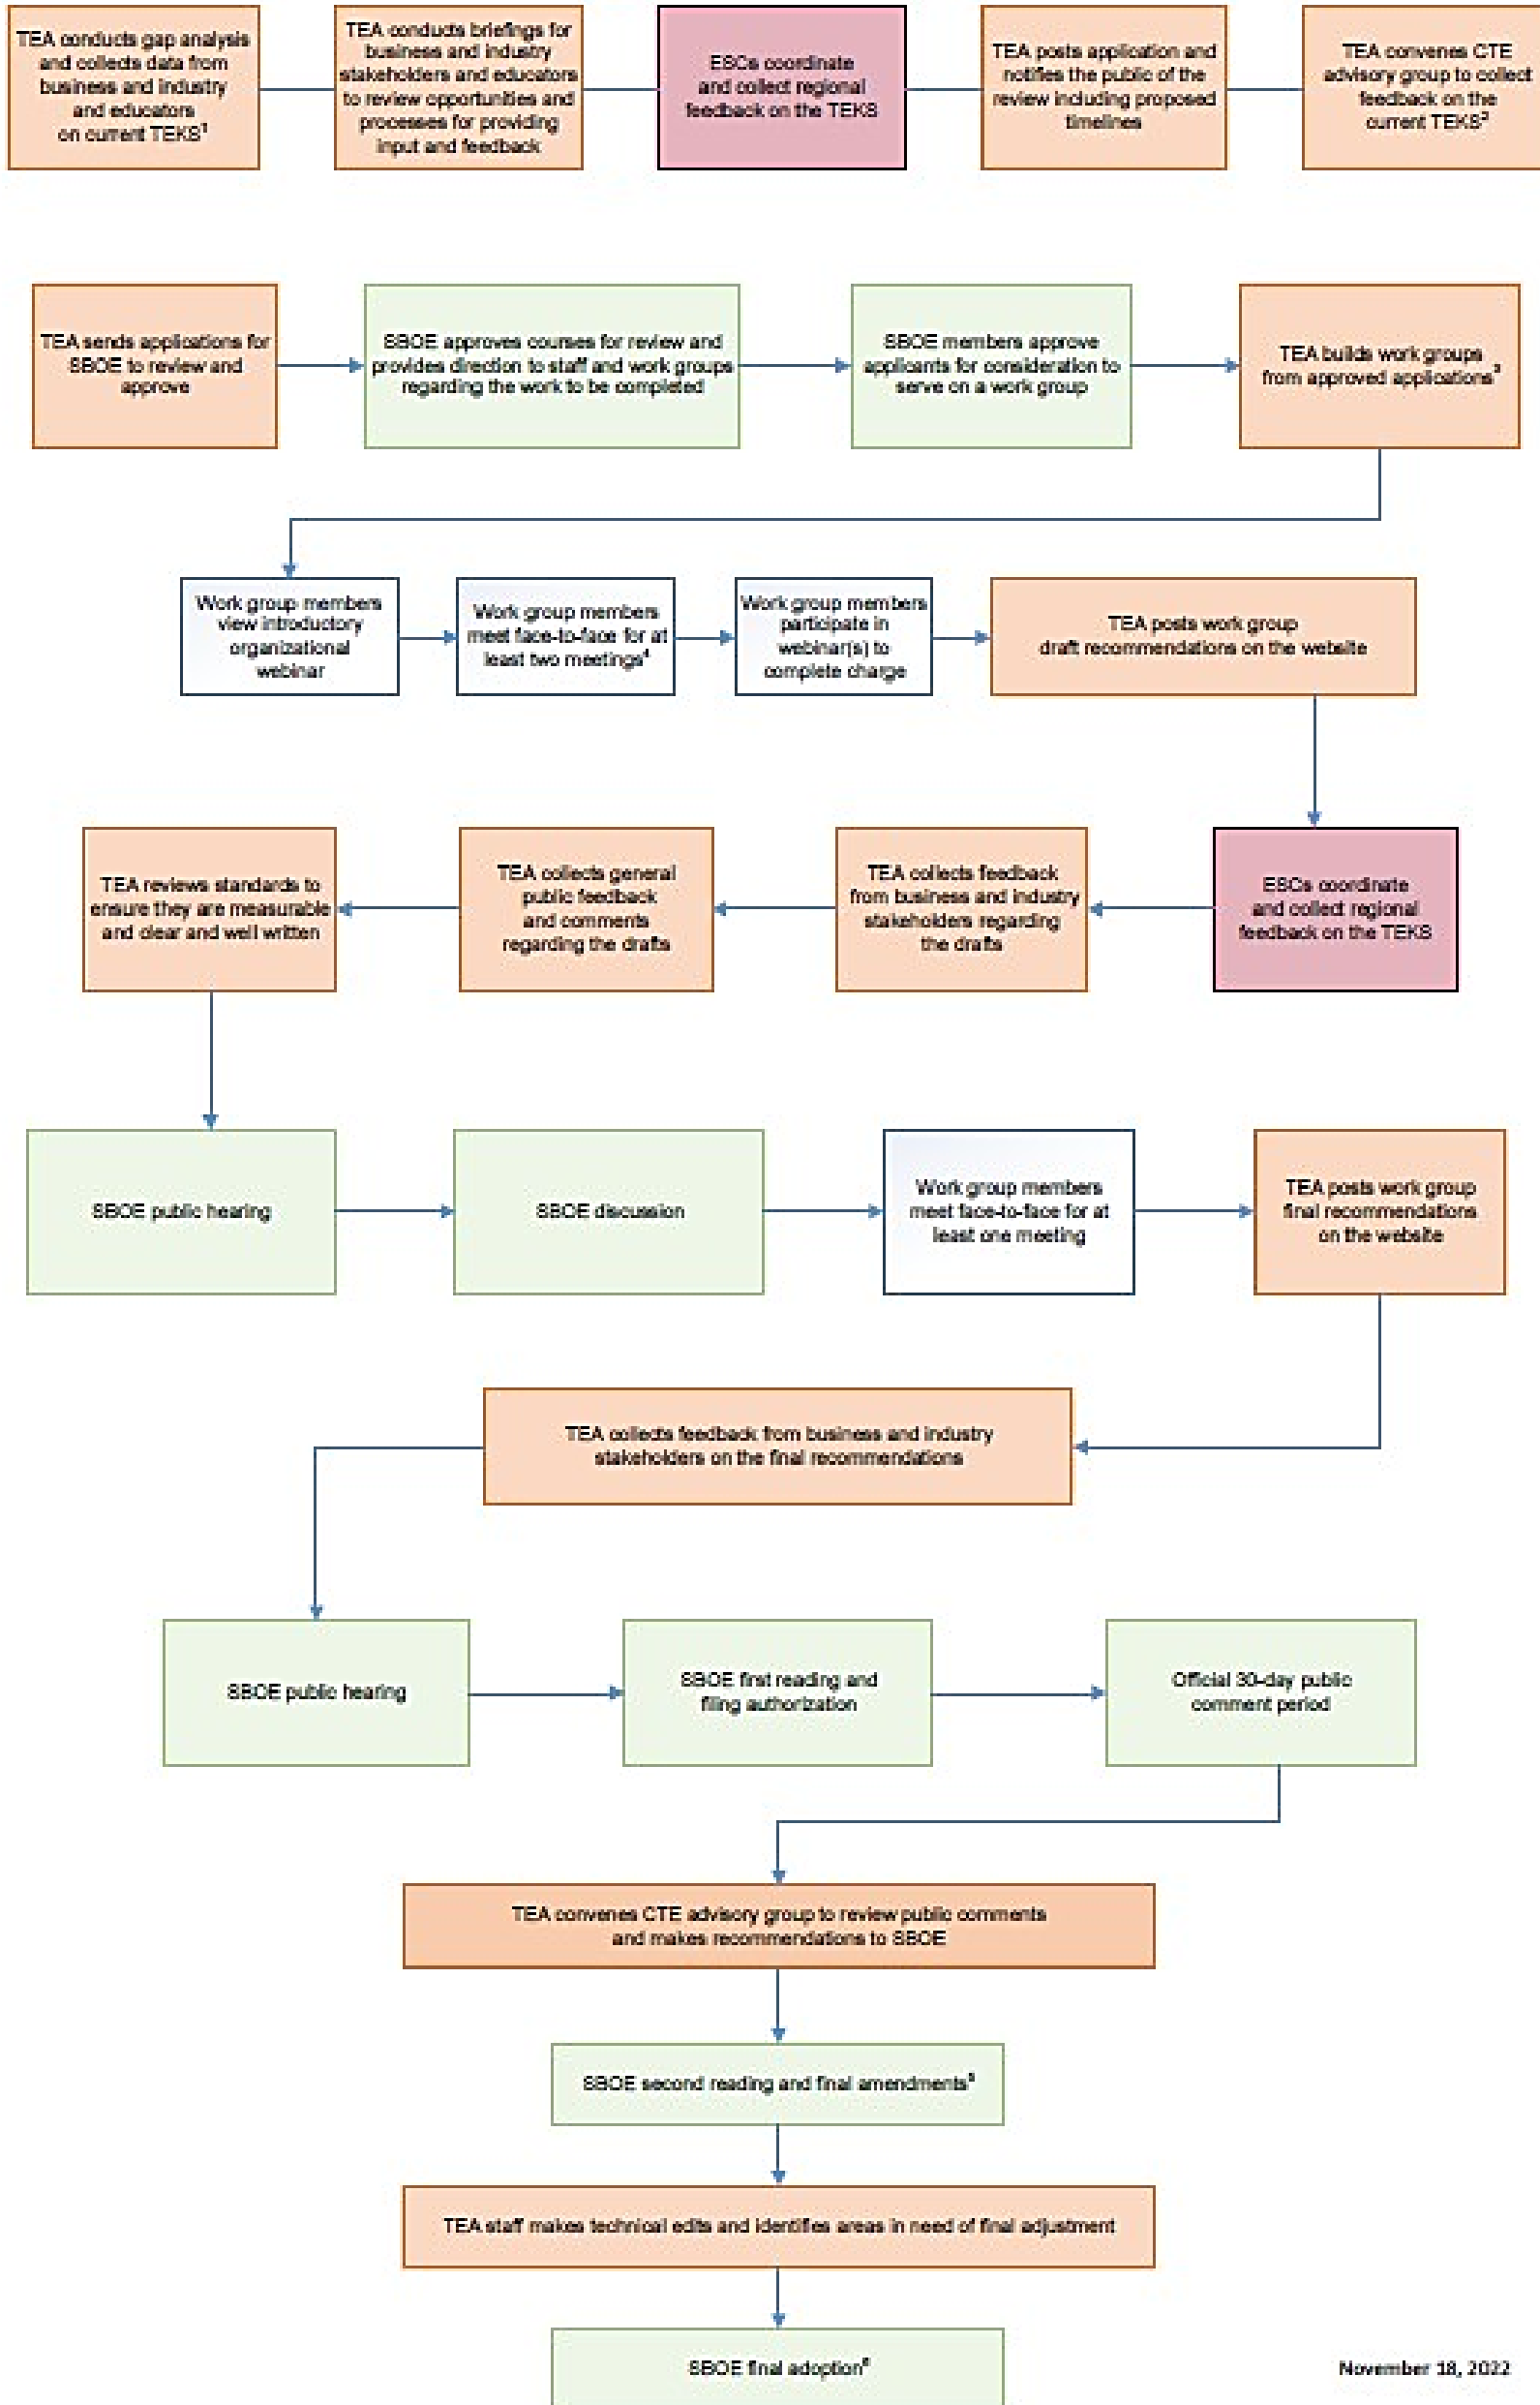 TEA conducts gap analysis
and collects data from
business and industry
and educators
on current TEKS¹
TEA conducts briefings for
business and industry
stakeholders and educators
to review opportunities and
processes for providing
input and feedback
ESCs coordinate
and collect regional
feedback on the TEKS
TEA posts application and
notifies the public of the
review including proposed
timelines
TEA convenes CTE
advisory group to collect
feedback on the
current TEKS²
TEA sends applications for
SBOE to review and
approve
SBOE approves courses for review and
provides direction to staff and work groups
regarding the work to be completed
SBOE members approve
applicants for consideration to
serve on a work group
TEA builds work groups
from approved applications³
Work group members
view introductory
organizational
webinar
Work group members
meet face-to-face for at
least two meetings⁴
Work group members
participate in
webinar(s) to
complete charge
TEA posts work group
draft recommendations on the website
TEA reviews standards to
ensure they are measurable
and clear and well written
TEA collects general
public feedback
and comments
regarding the drafts
TEA collects feedback
from business and industry
stakeholders regarding
the drafts
ESCs coordinate
and collect regional
feedback on the TEKS
SBOE public hearing
SBOE discussion
Work group members
meet face-to-face for at
least one meeting
TEA posts work group
final recommendations
on the website
TEA collects feedback from business and industry
stakeholders on the final recommendations
SBOE public hearing
SBOE first reading and
filing authorization
Official 30-day public
comment period
TEA convenes CTE advisory group to review public comments
and makes recommendations to SBOE
SBOE second reading and final amendments⁵
TEA staff makes technical edits and identifies areas in need of final adjustment
SBOE final adoption⁶
November 18, 2022